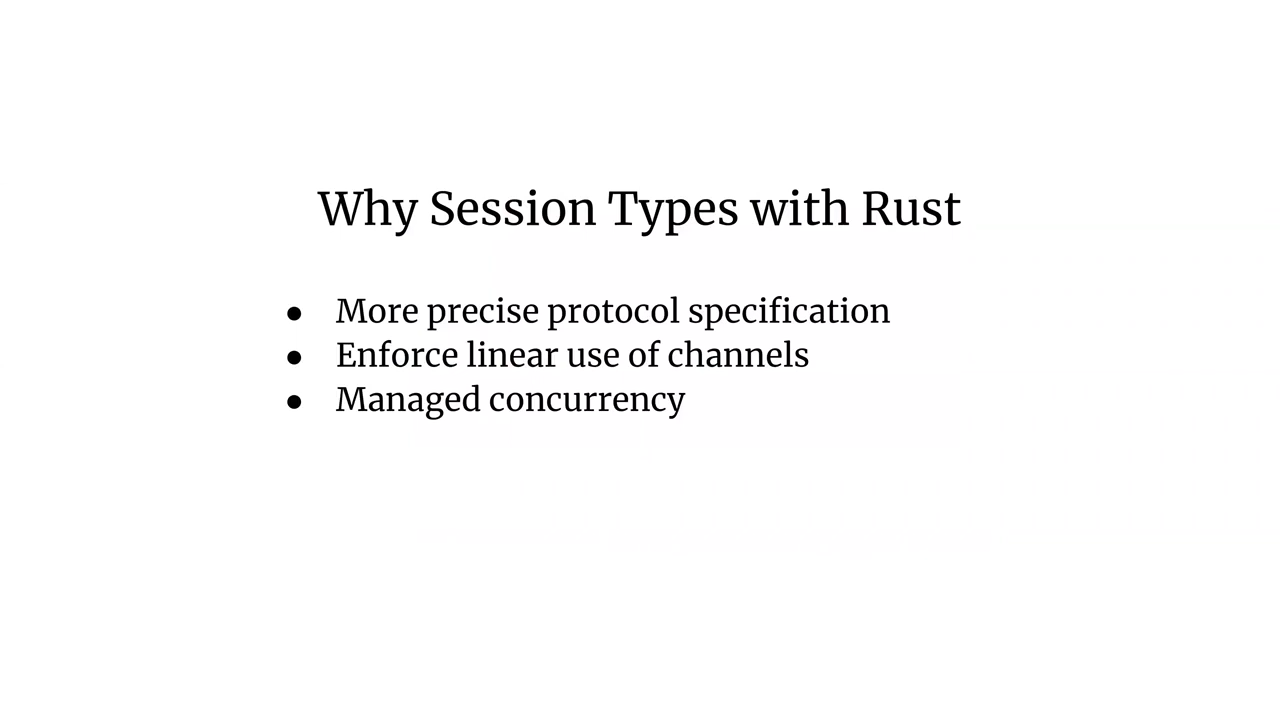 Why Session Types with Rust
● More precise protocol specification
● Enforce linear use of channels
● Managed concurrency